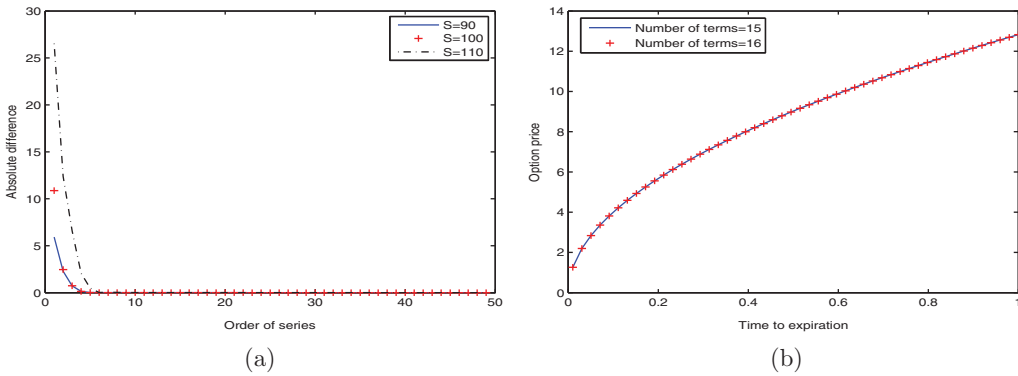 30
25
20
15
10
5
0
0
10
20
30
40
50
Absolute difference
Order of series
S=90
S=100
S=110
(a)
14
12
10
8
6
4
2
0
0
0.2
0.4
0.6
0.8
1
Option price
Time to expiration
Number of terms=15
Number of terms=16
(b)